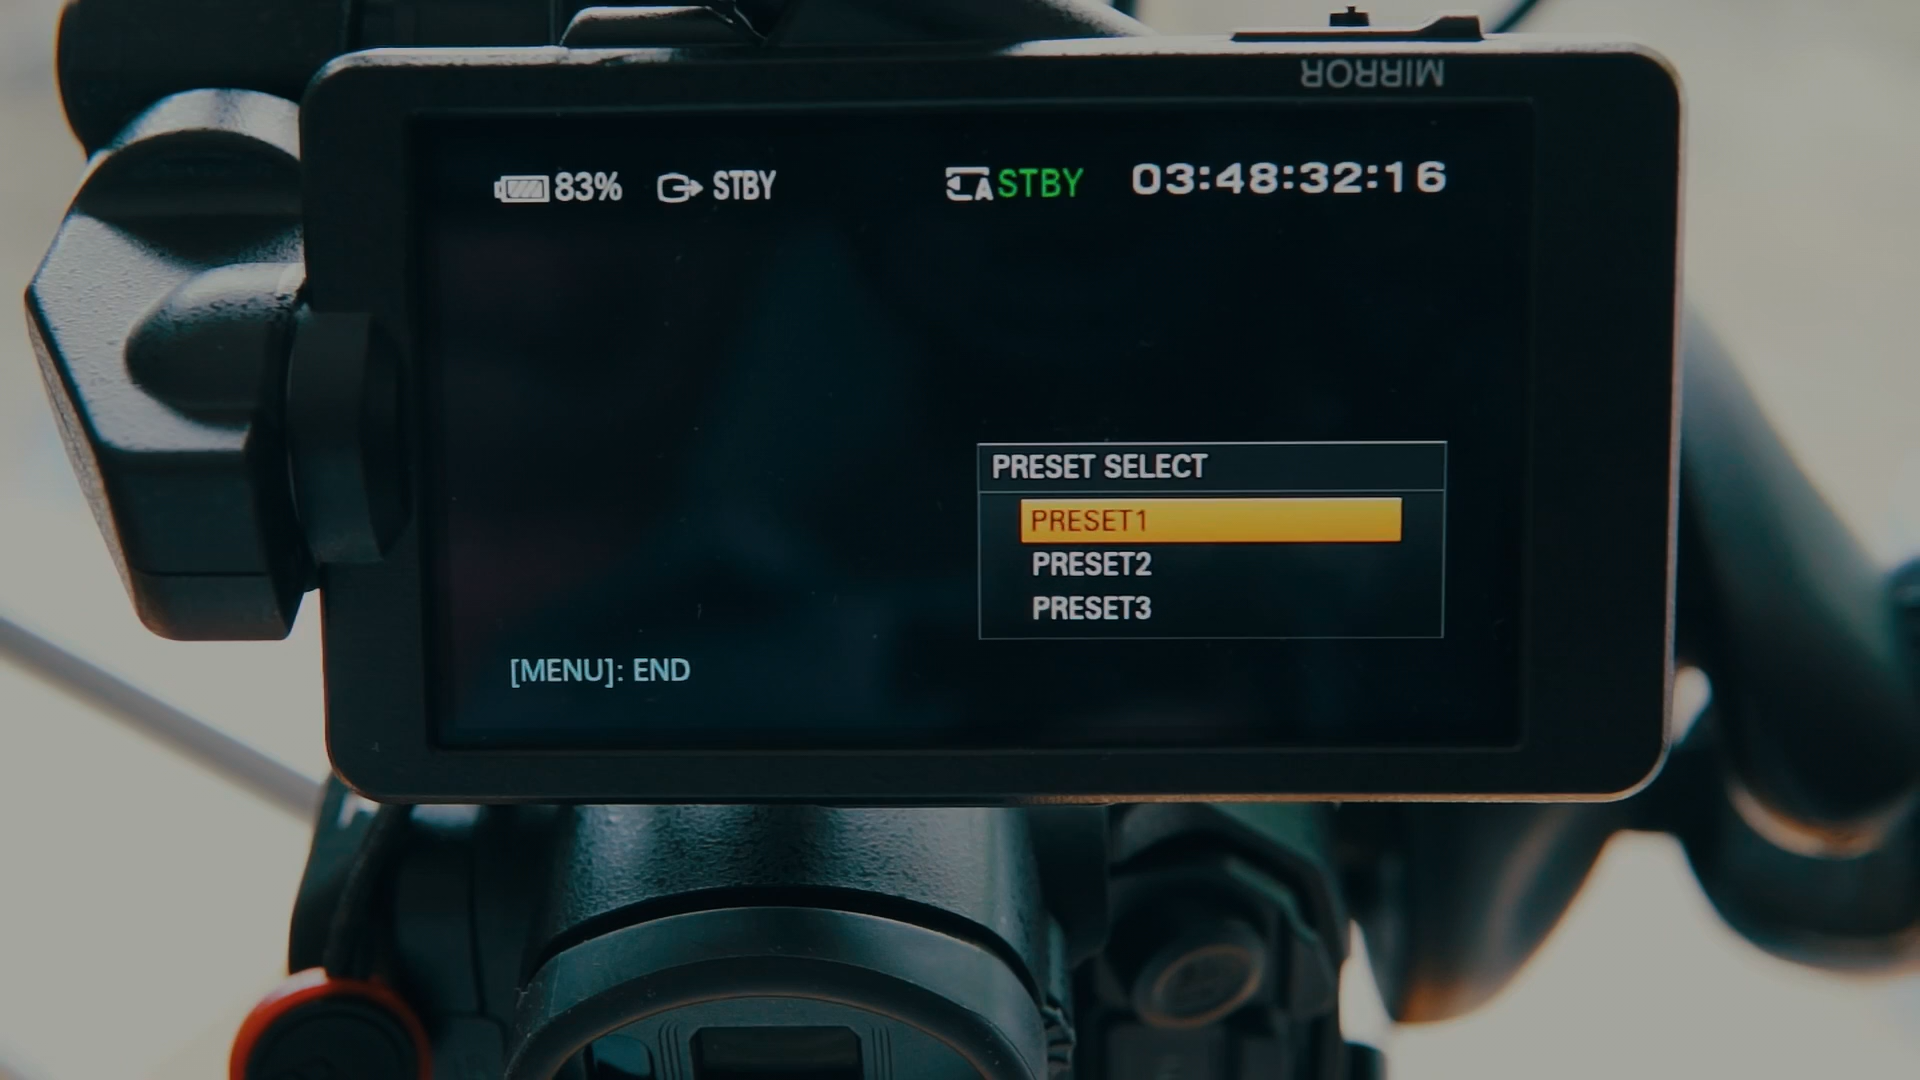 MIRROR
83% STBY A STBY 03:48:32:16
PRESET SELECT
PRESET1
PRESET2
PRESET3
[MENU]: END